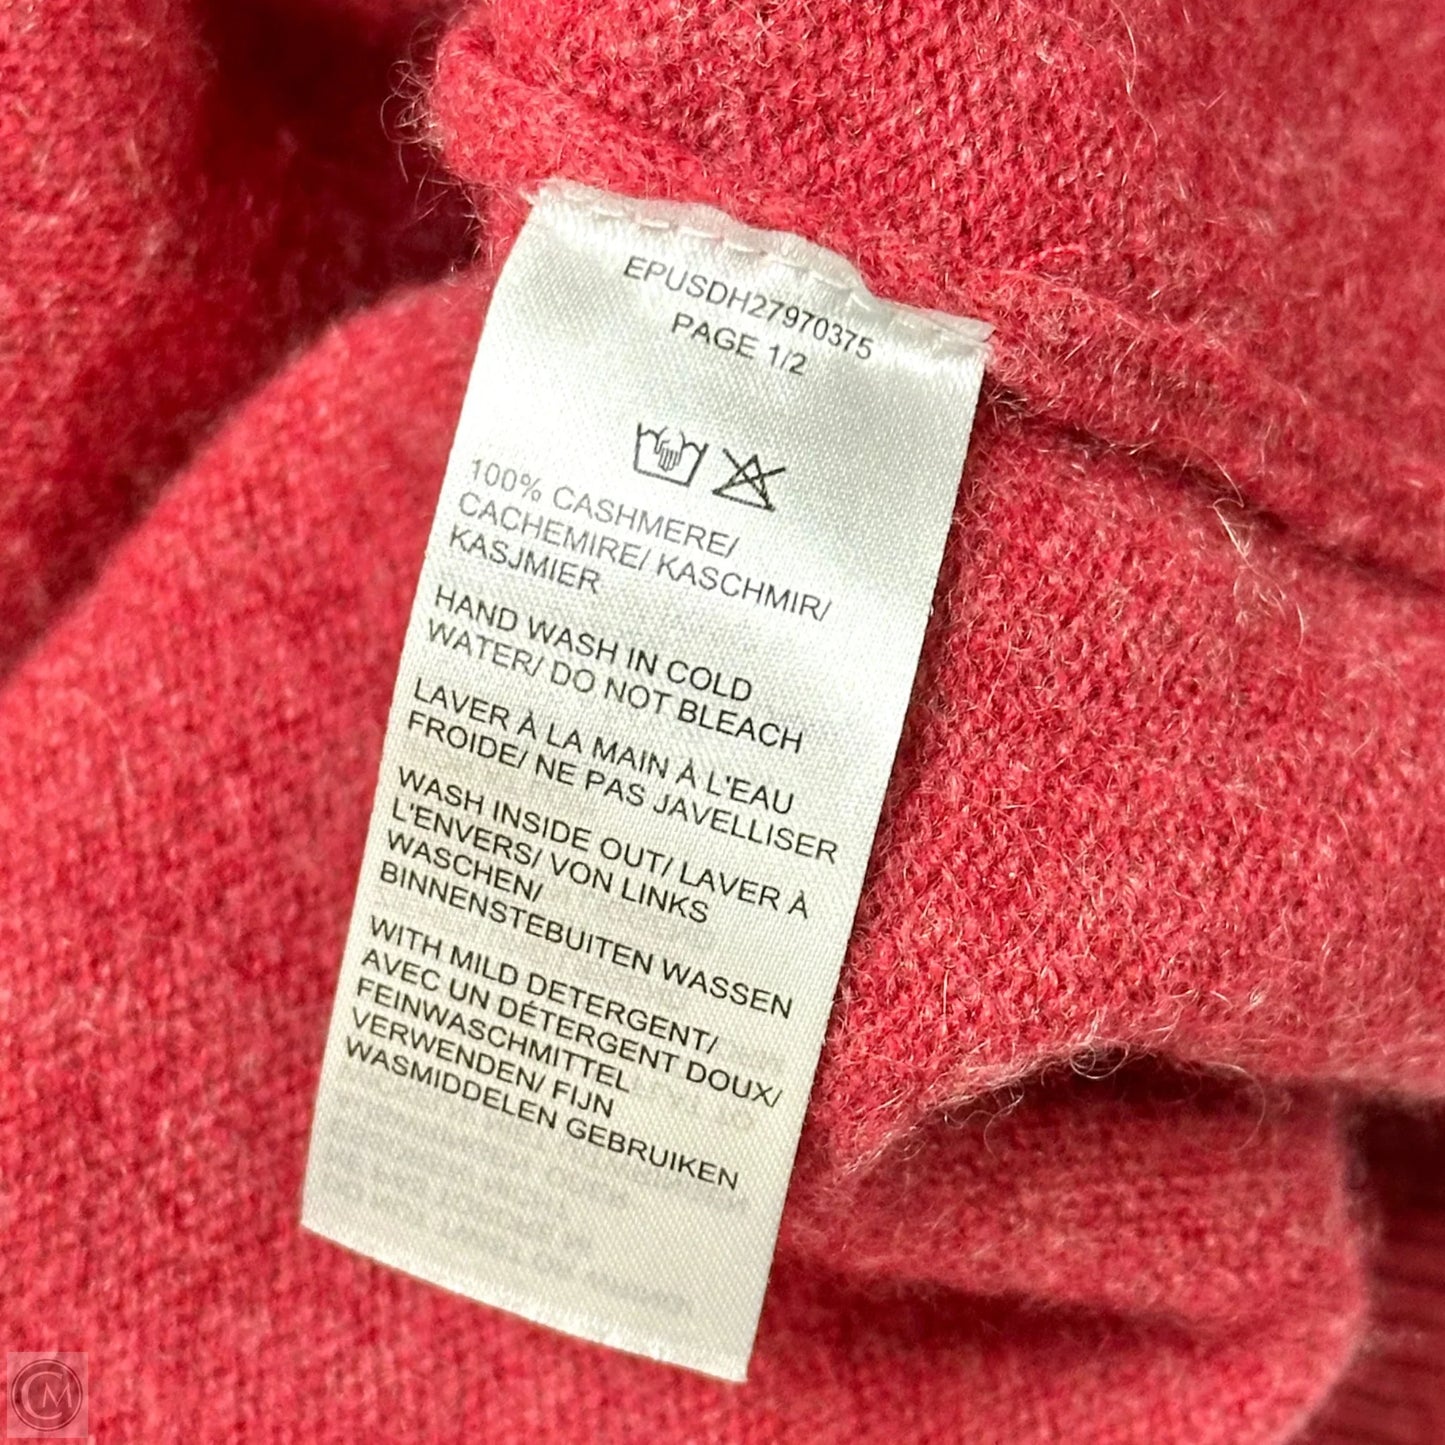 EPUSDH27970375
PAGE 1/2
100% CASHMERE/
CACHEMIRE/ KASCHMIR/
KASJMIER
HAND WASH IN COLD
WATER/ DO NOT BLEACH
LAVER À LA MAIN À L'EAU
FROIDE/ NE PAS JAVELLISER
WASH INSIDE OUT/ LAVER À
L'ENVERS/ VON LINKS
WASCHEN/
BINNENSTEBUITEN WASSEN
WITH MILD DETERGENT/
AVEC UN DÉTERGENT DOUX/
FEINWASCHMITTEL
VERWENDEN/ FIJN
WASMIDDELEN GEBRUIKEN
CM